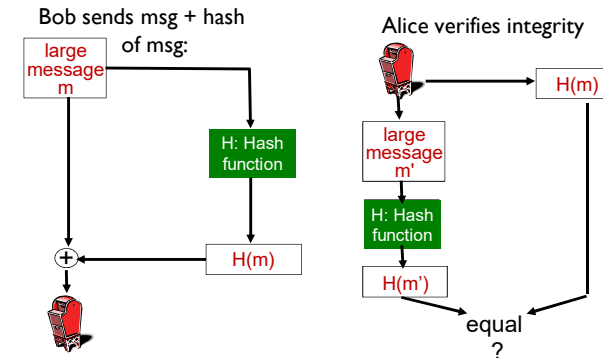 Bob sends msg + hash
of msg:
large
message
m
H: Hash
function
+
H(m)
Alice verifies integrity
H(m)
large
message
m'
H: Hash
function
H(m')
equal
?